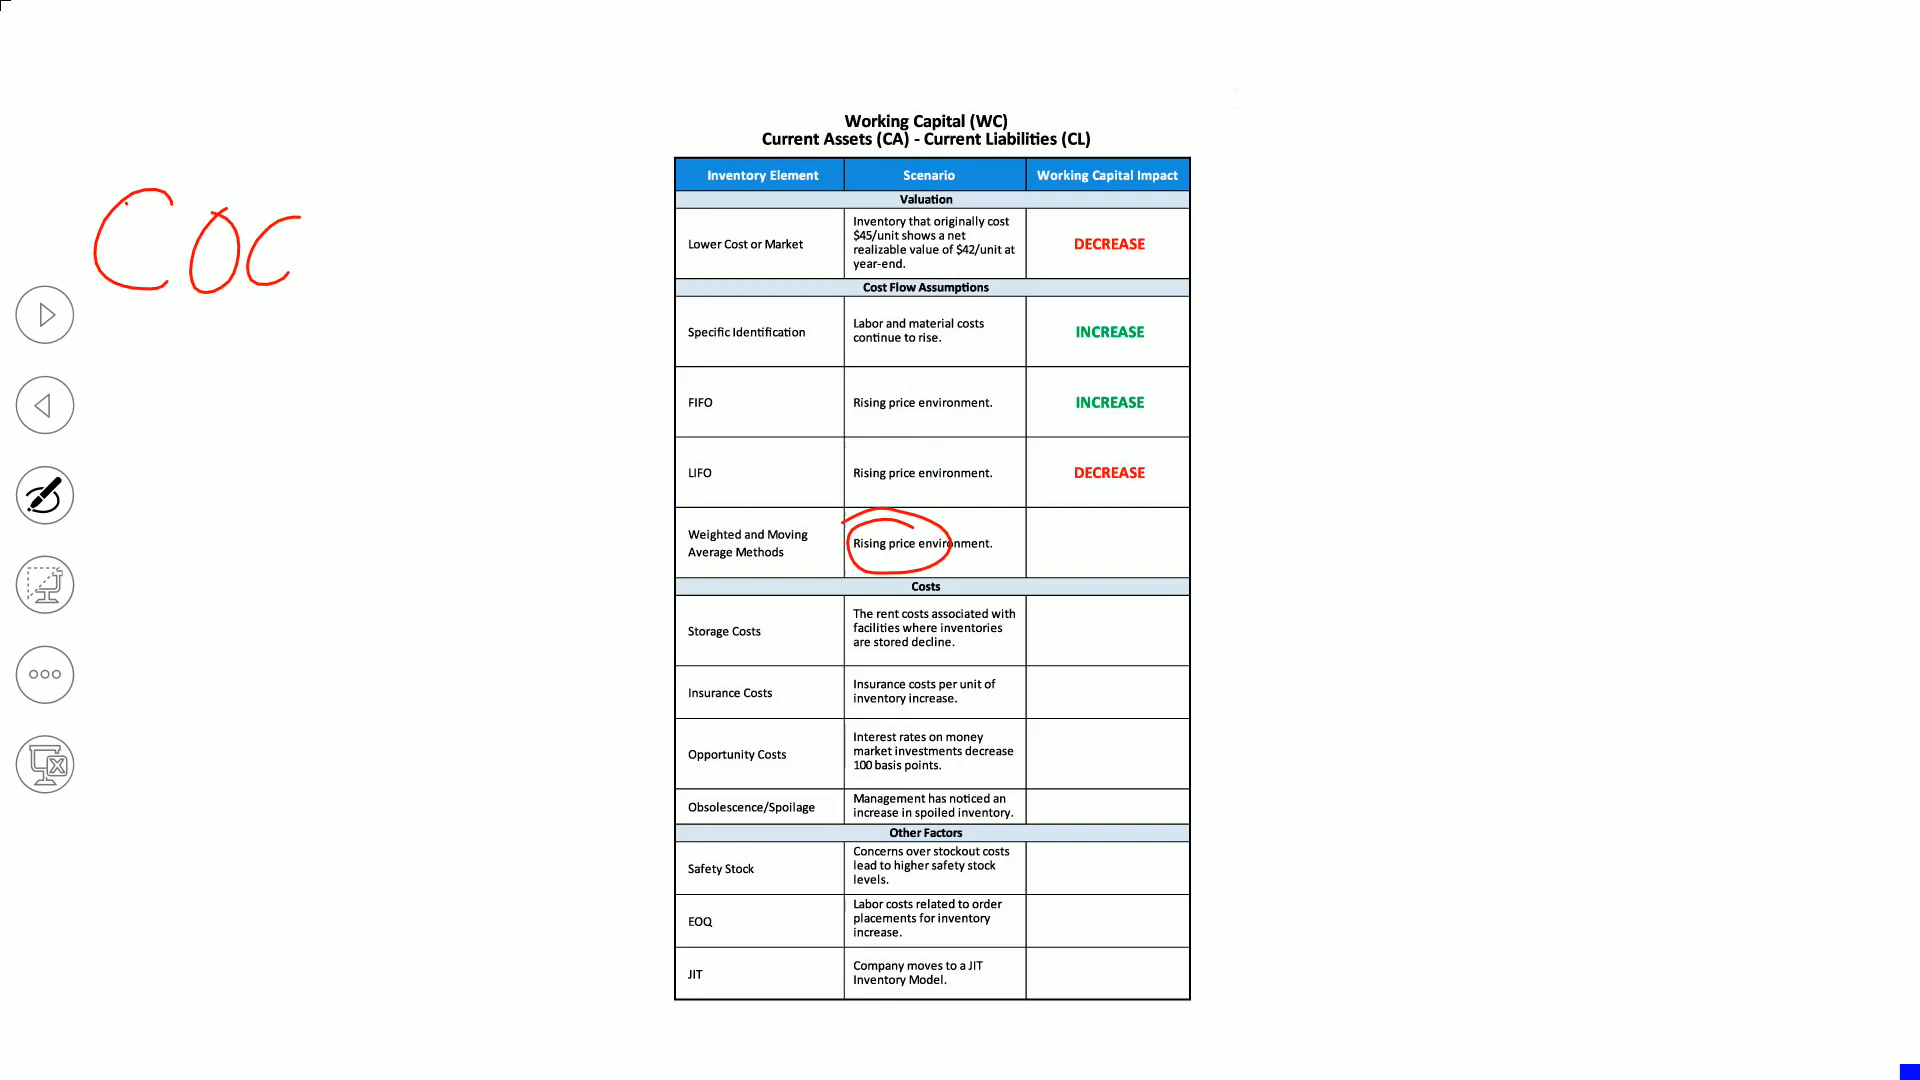 Working Capital (WC)
Current Assets (CA) - Current Liabilities (CL)
COC
Inventory Element Scenario Working Capital Impact
Valuation
Lower Cost or Market
Inventory that originally cost
$45/unit shows a net
realizable value of $42/unit at
year-end.
DECREASE
Cost Flow Assumptions
Specific Identification
Labor and material costs
continue to rise.
INCREASE
FIFO
Rising price environment.
INCREASE
LIFO
Rising price environment.
DECREASE
Weighted and Moving
Average Methods
Rising price environment.
Costs
Storage Costs
The rent costs associated with
facilities where inventories
are stored decline.
Insurance Costs
Insurance costs per unit of
inventory increase.
Opportunity Costs
Interest rates on money
market investments decrease
100 basis points.
Obsolescence/Spoilage
Management has noticed an
increase in spoiled inventory.
Other Factors
Safety Stock
Concerns over stockout costs
lead to higher safety stock
levels.
EOQ
Labor costs related to order
placements for inventory
increase.
JIT
Company moves to a JIT
Inventory Model.